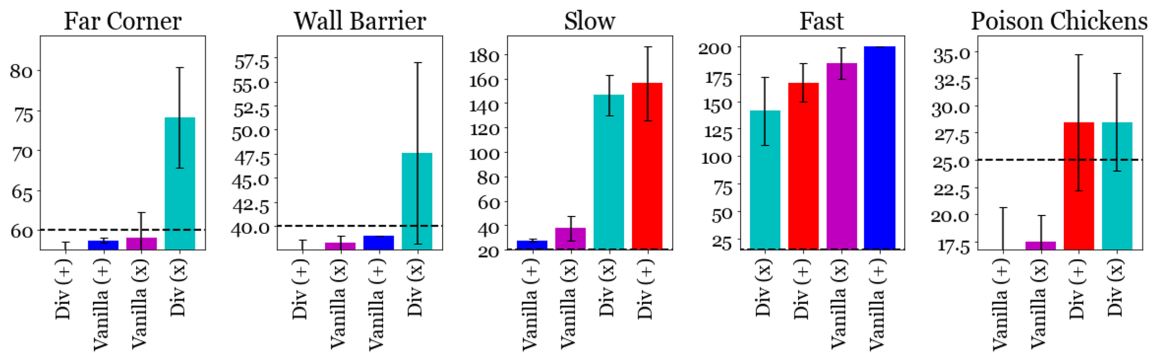 Far Corner
80
75
70
65
60
Div (+)
Vanilla (+)
Vanilla (x)
Div (x)
Wall Barrier
57.5
55.0
52.5
50.0
47.5
45.0
42.5
40.0
Div (+)
Vanilla (x)
Vanilla (+)
Div (x)
Slow
180
160
140
120
100
80
60
40
20
Vanilla (+)
Vanilla (x)
Div (x)
Div (+)
Fast
200
175
150
125
100
75
50
25
Div (x)
Div (+)
Vanilla (x)
Vanilla (+)
Poison Chickens
35.0
32.5
30.0
27.5
25.0
22.5
20.0
17.5
Vanilla (+)
Vanilla (x)
Div (+)
Div (x)